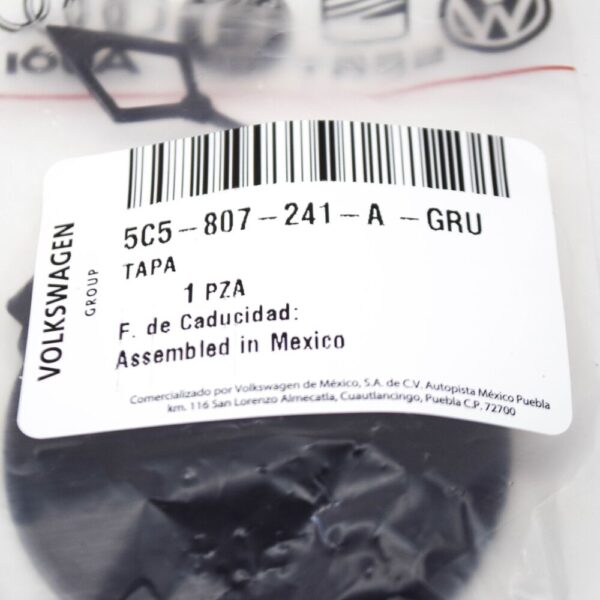 VOLKSWAGEN
GROUP
5C5-807-241-A -GRU
TAPA
1 PZA
F. de Caducidad:
Assembled in Mexico
Comercializado por Volkswagen de México, S.A. de C.V. Autopista México Puebla
km. 116 San Lorenzo Almecatla, Cuautlancingo, Puebla C.P. 72700